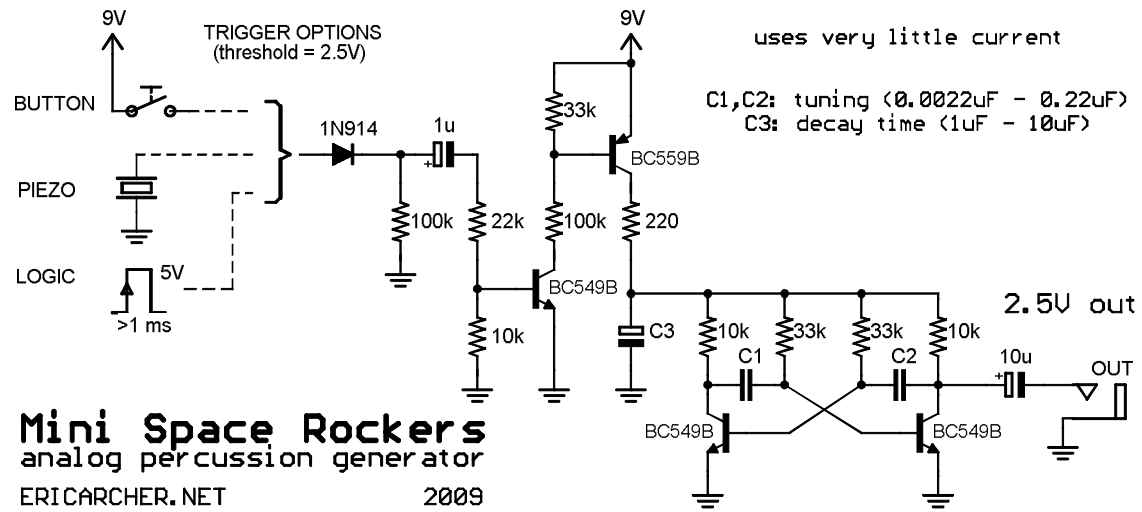 9V
TRIGGER OPTIONS
(threshold = 2.5V)
9V
uses very little current
BUTTON
C1,C2: tuning (0.0022uF - 0.22uF)
C3: decay time (1uF - 10uF)
33k
1N914
1u
+
BC559B
PIEZO
100k
22k
100k
220
LOGIC
5V
BC549B
>1 ms
10k
C3
10k
33k
33k
10k
2.5V out
C1
C2
10u
+
OUT
BC549B
BC549B
Mini Space Rockers
analog percussion generator
ERICARCHER.NET 2009